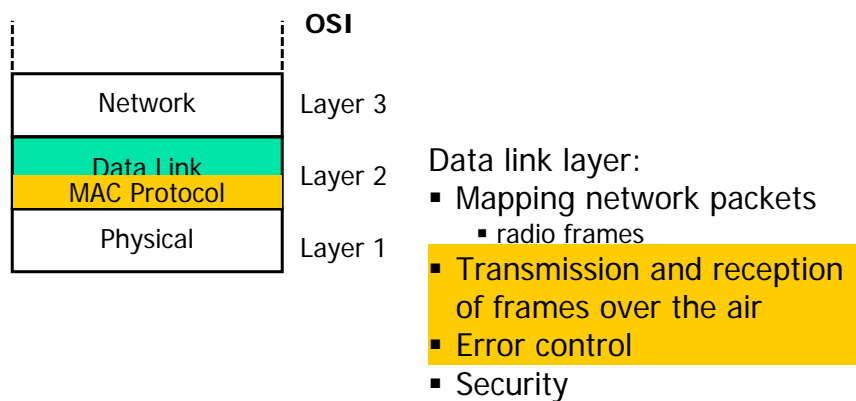 OSI
Network
Layer 3
Data Link
Layer 2
MAC Protocol
Physical
Layer 1
Data link layer:
▪ Mapping network packets
▪ radio frames
▪ Transmission and reception
of frames over the air
▪ Error control
▪ Security